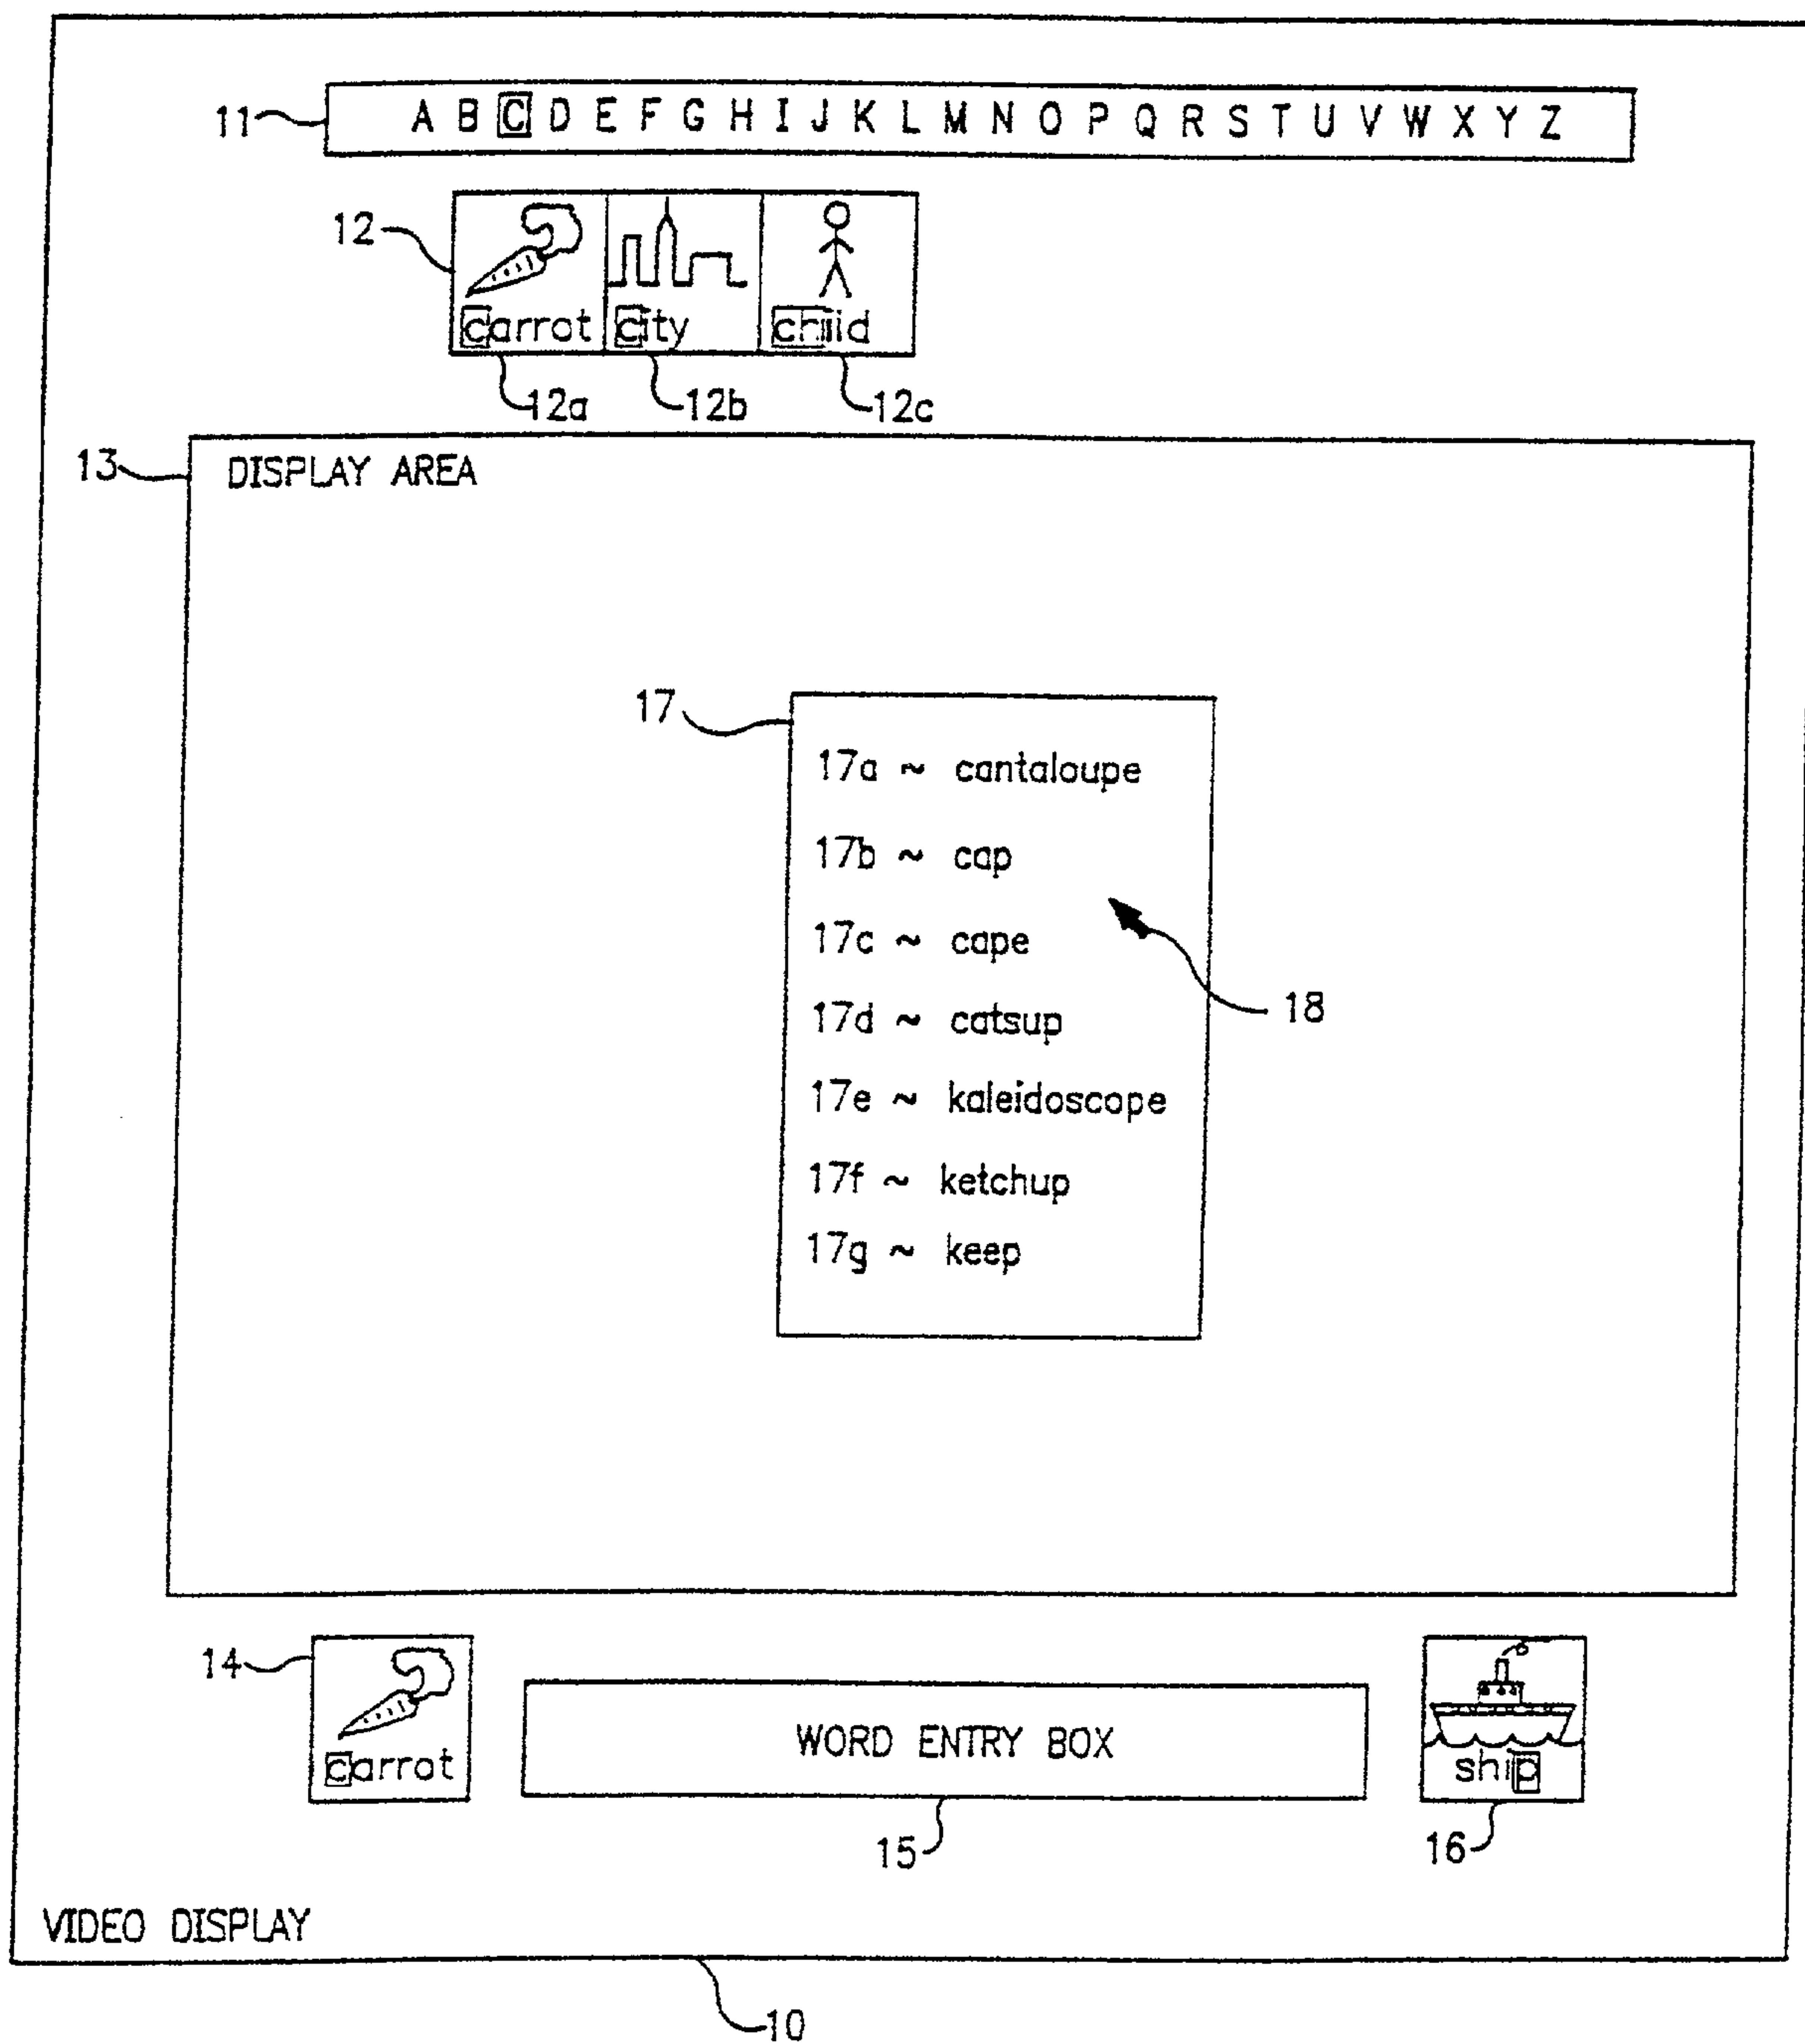 11 A B C D E F G H I J K L M N O P Q R S T U V W X Y Z
12
carrot city child
12a 12b 12c
13 DISPLAY AREA
17
17a ~ cantaloupe
17b ~ cap
17c ~ cape
18
17d ~ catsup
17e ~ kaleidoscope
17f ~ ketchup
17g ~ keep
14
carrot WORD ENTRY BOX ship
15 16
VIDEO DISPLAY
10